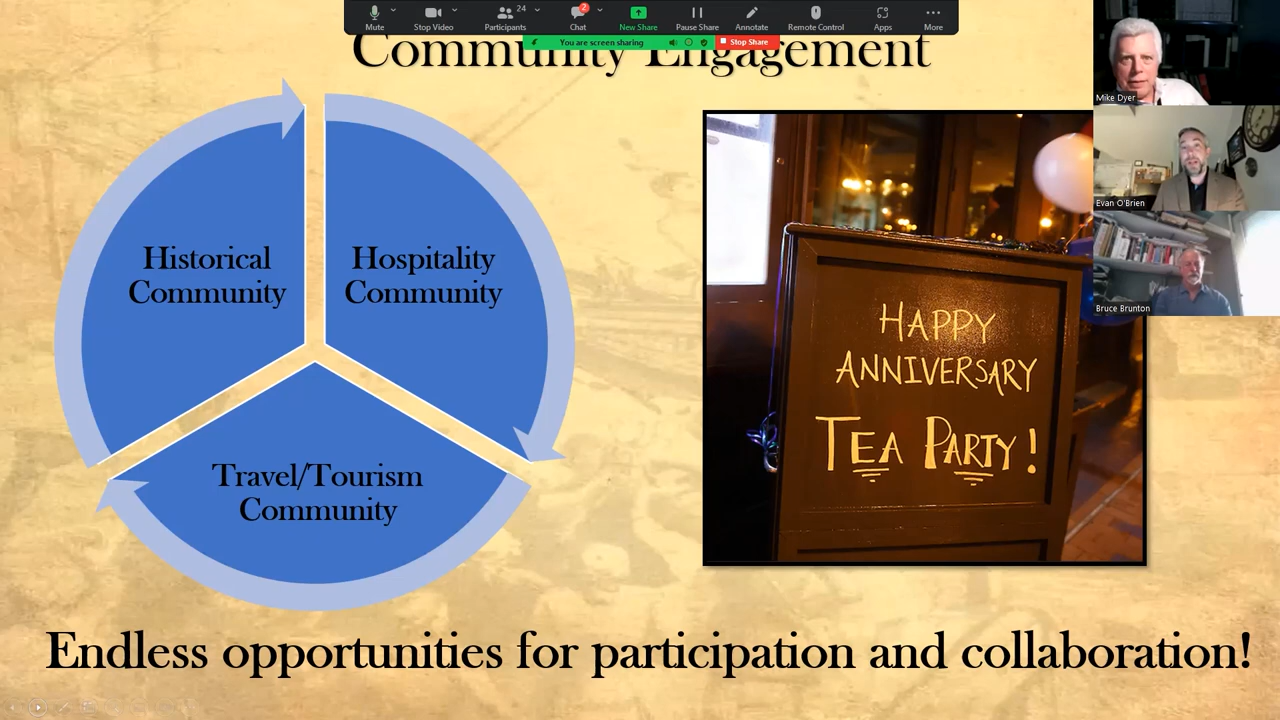 Mute
Stop Video
Participants
24
Chat
2
New Share
Pause Share
Annotate
Remote Control
Apps
More
You are screen sharing
Stop Share
Community Engagement
Mike Dyer
Evan O'Brien
Bruce Brunton
Historical
Community
Hospitality
Community
Travel/Tourism
Community
HAPPY
ANNIVERSARY
TEA PARTY!
Endless opportunities for participation and collaboration!